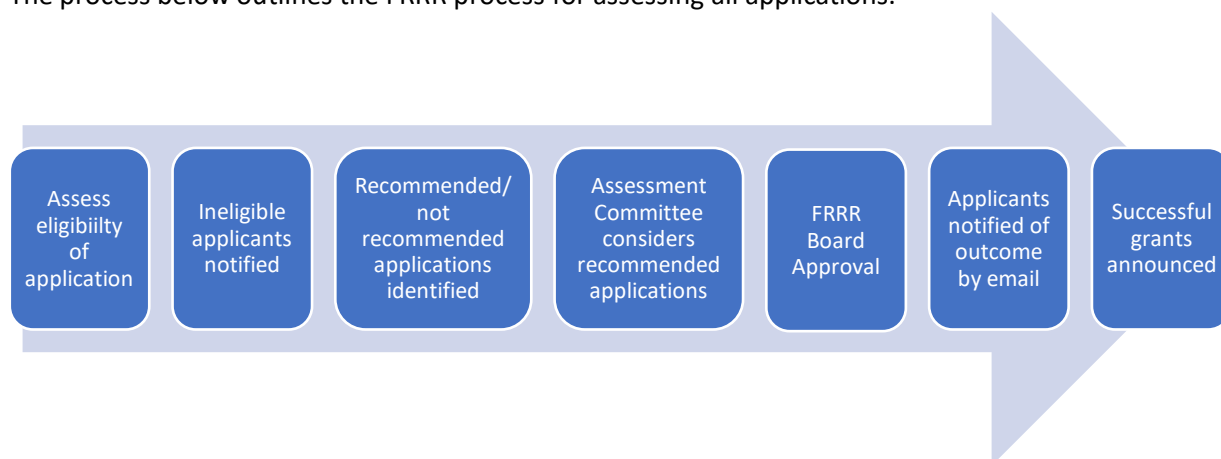 The process below outlines the FRRR process for assessing all applications.
Assess
eligibiilty
of
application
Ineligible
applicants
notified
Recommended/
not
recommended
applications
identified
Assessment
Committee
considers
recommended
applications
FRRR
Board
Approval
Applicants
notified of
outcome
by email
Successful
grants
announced